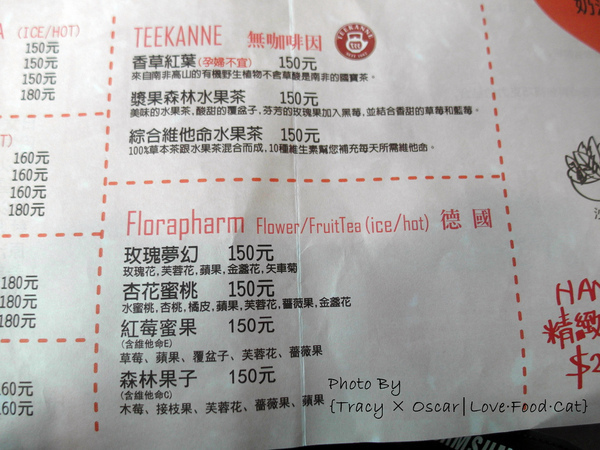 (ICE/HOT)
150元
150元
150元
180元
160元
160元
160元
180元
180元
180元
180元
160元
160元
TEEKANNE 無咖啡因
TEEKANNE
香草紅葉(孕婦不宜) 150元
來自南非高山的有機野生植物不含草酸是南非的國寶茶。
漿果森林水果茶 150元
美味的水果茶,酸甜的覆盆子,芬芳的玫瑰果加入黑莓,並結合香甜的草莓和藍莓。
綜合維他命水果茶 150元
100%草本茶跟水果茶混合而成,10種維生素幫您補充每天所需維他命。
Florapharm Flower/FruitTea(ice/hot) 德國
玫瑰夢幻 150元
玫瑰花,芙蓉花,蘋果,金盞花,矢車菊
杏花蜜桃 150元
水蜜桃,杏桃,橘皮,蘋果,芙蓉花,薔薇果,金盞花
紅莓蜜果 150元
(含維他命E)
草莓、蘋果、覆盆子、芙蓉花、薔薇果
森林果子 150元
(含維他命C)
木莓、接枝果、芙蓉花、薔薇果、蘋果
HAN
精緻
$2
Photo By
{Tracy × Oscar|Love·Food·Cat}